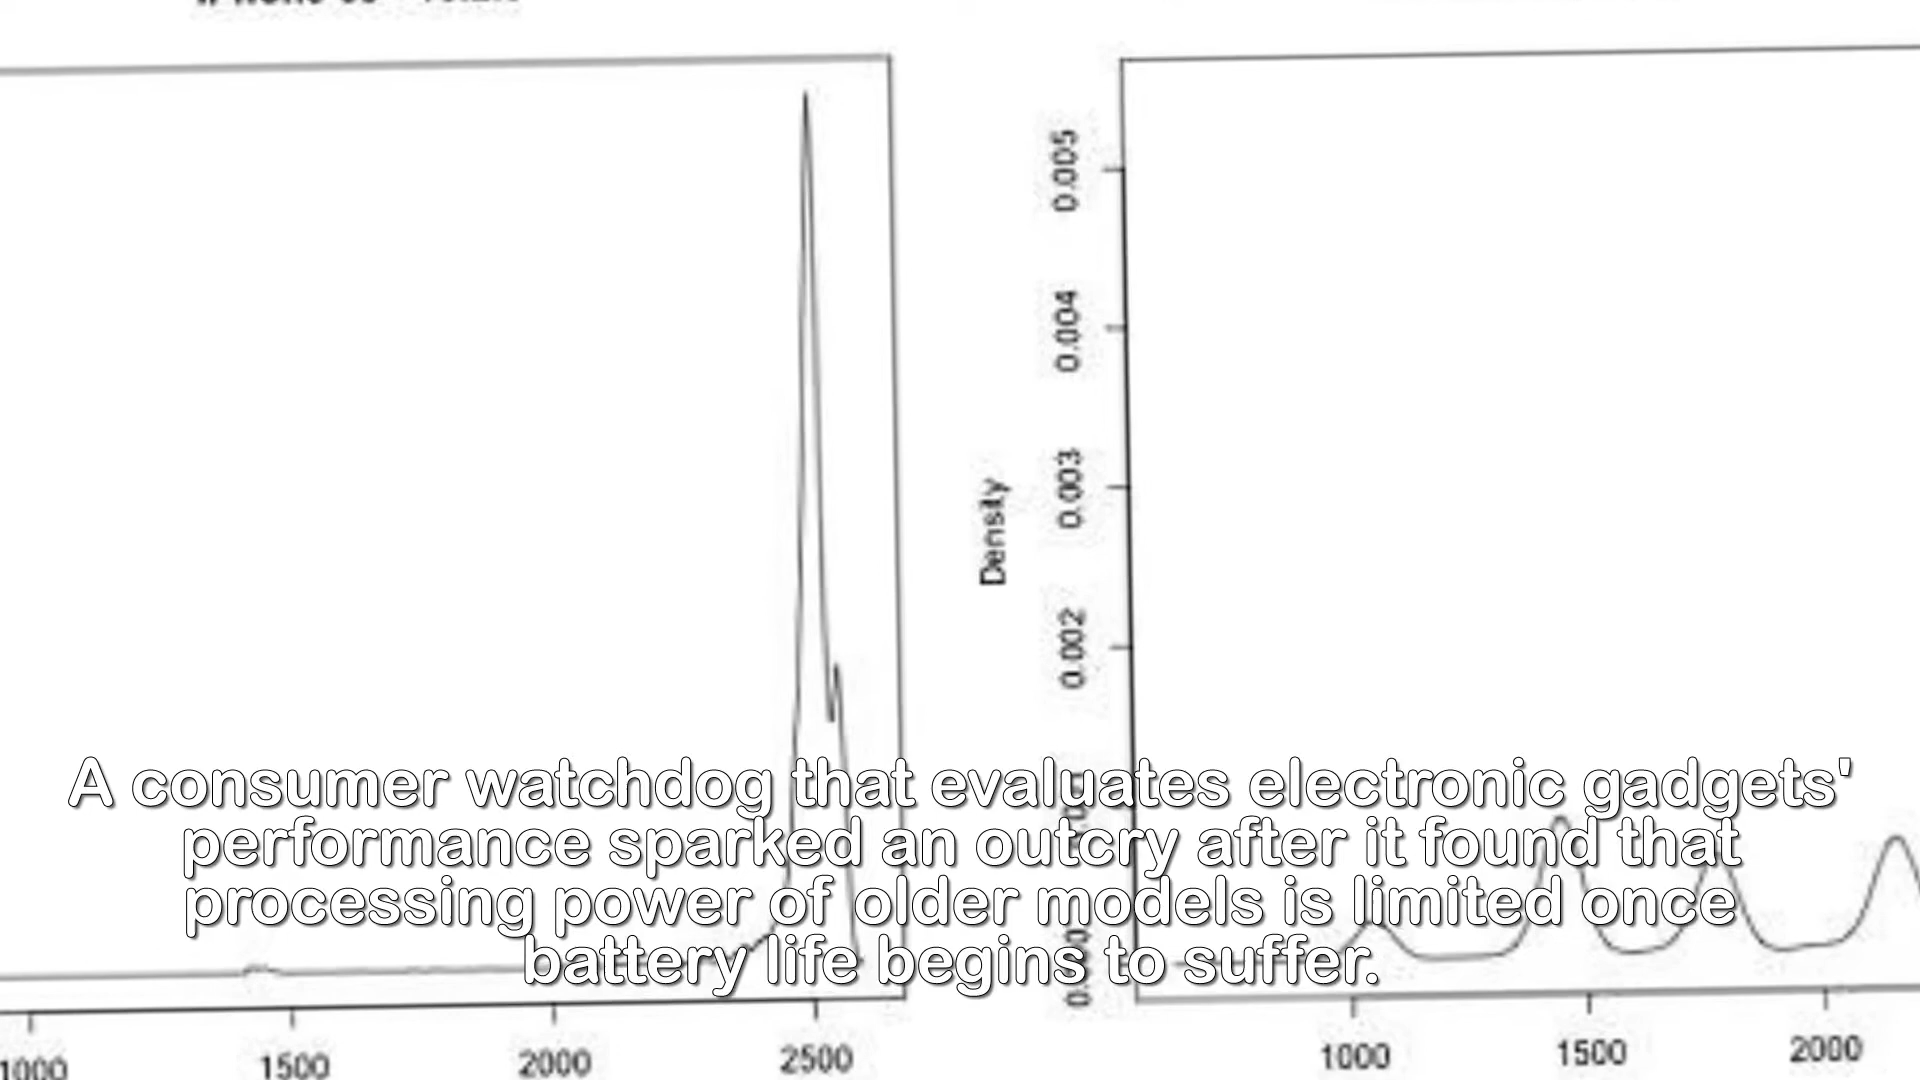 0.005
0.004
0.003
0.002
Density
A consumer watchdog that evaluates electronic gadgets'
performance sparked an outcry after it found that
processing power of older models is limited once
battery life begins to suffer.
1000 1500 2000 2500
1000 1500 2000